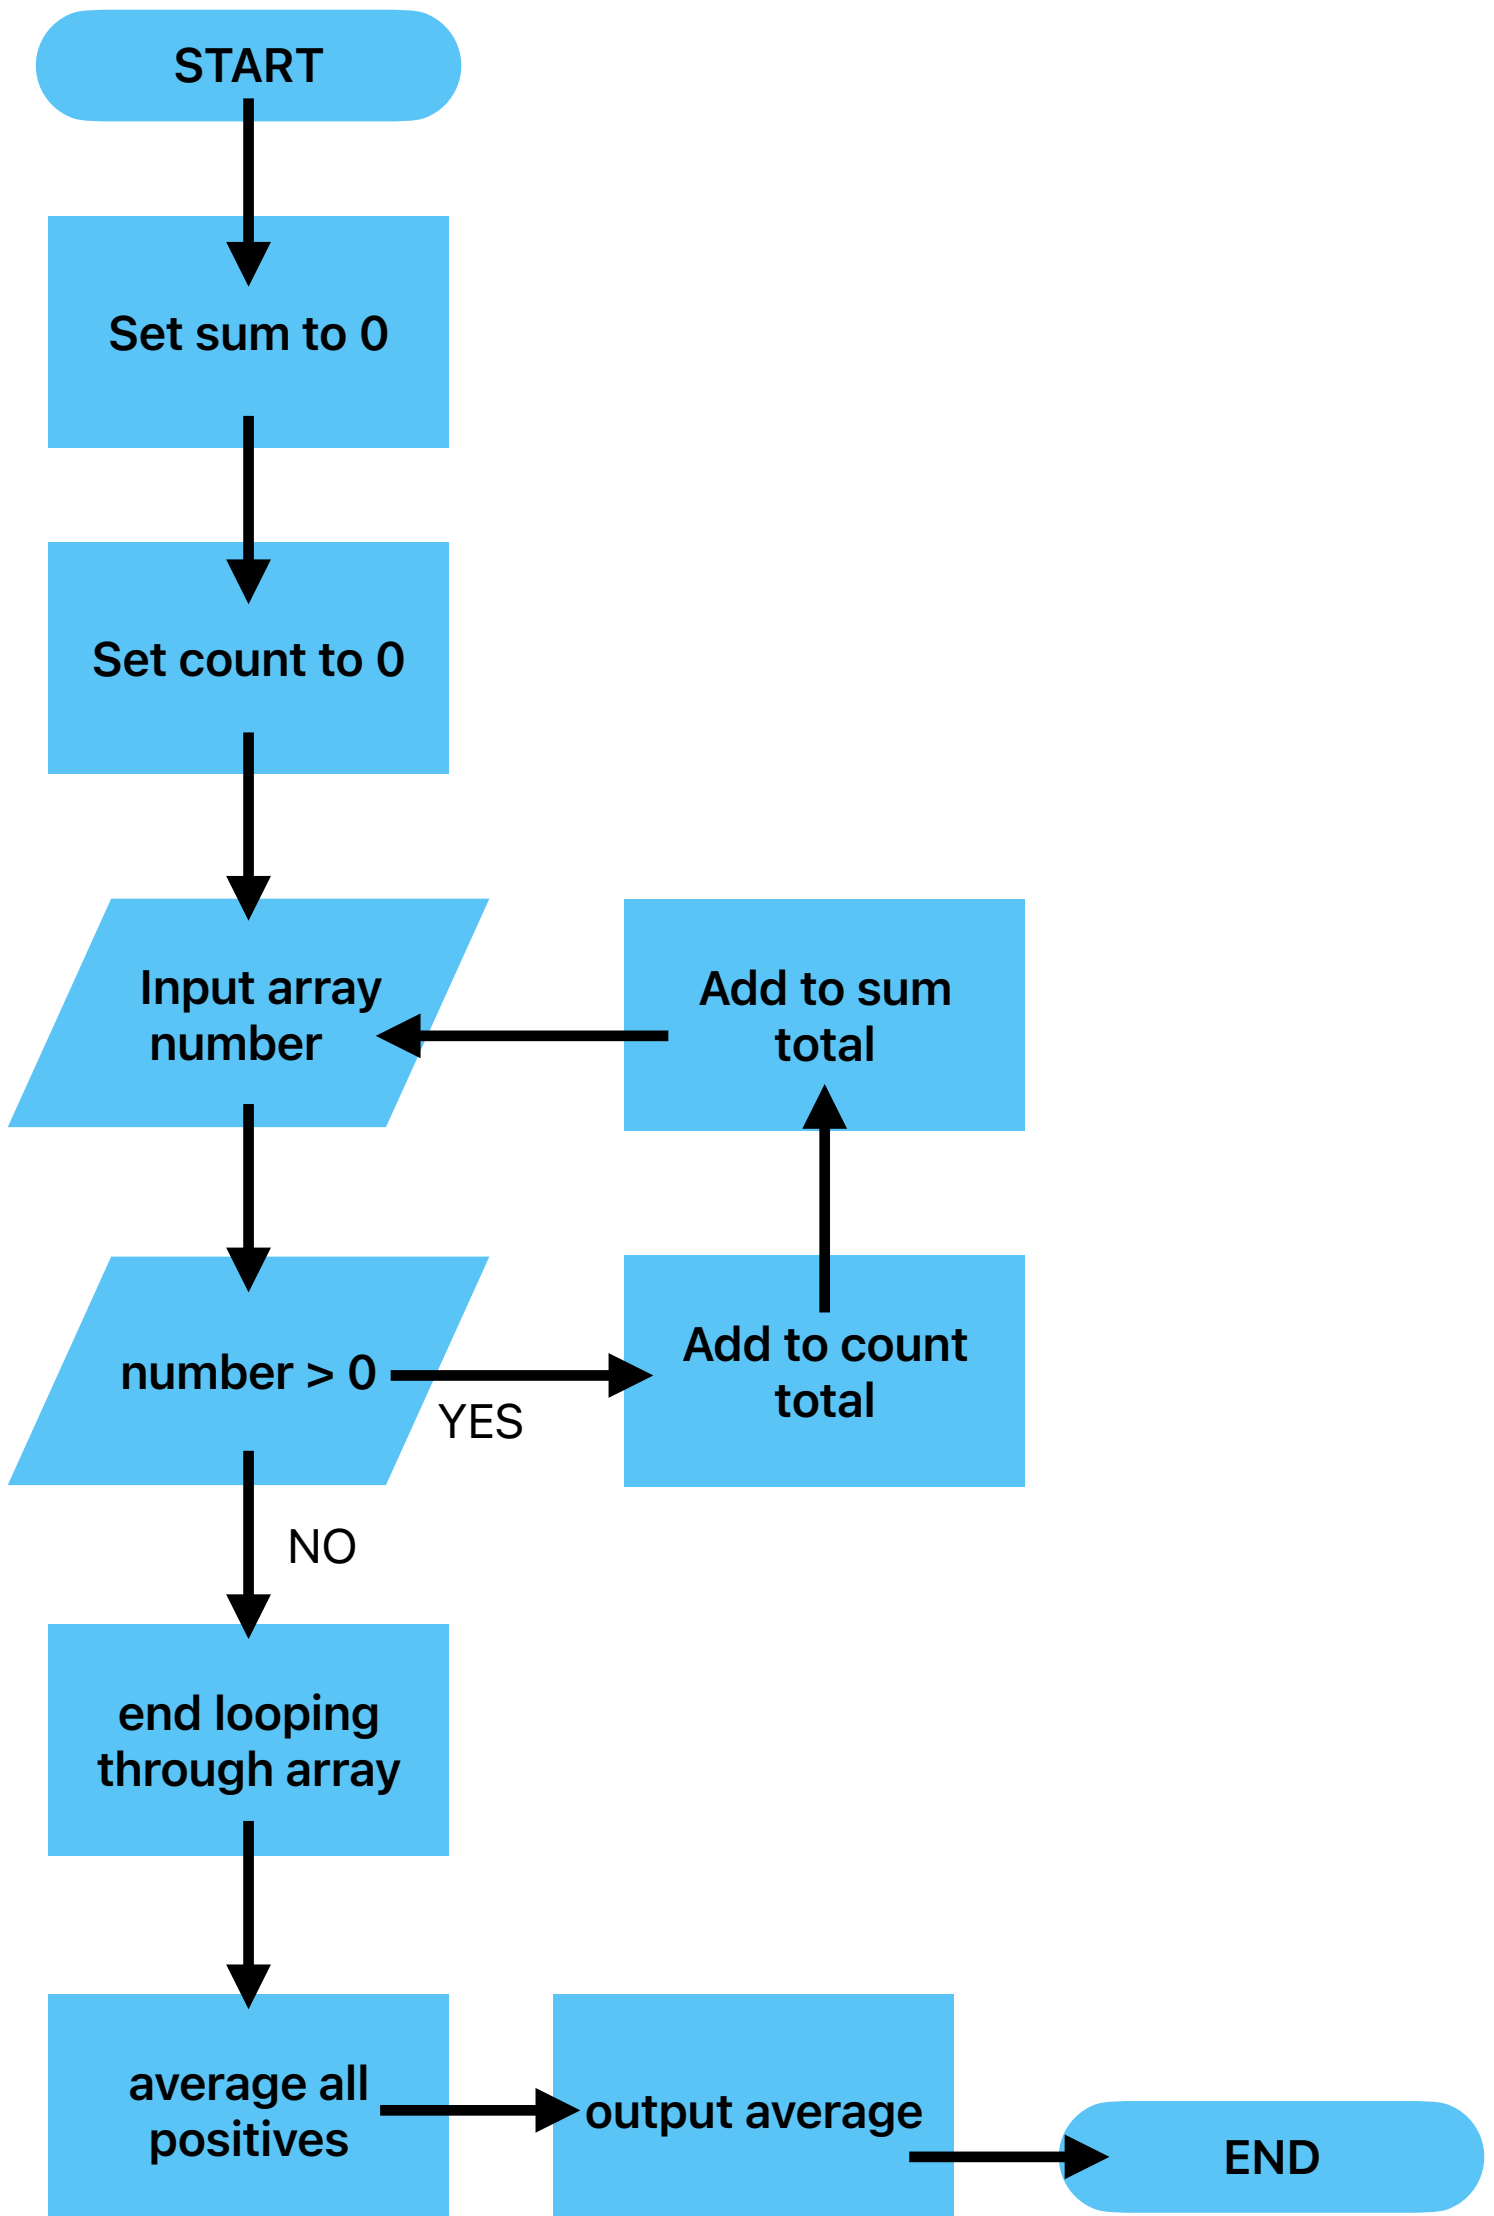 START
Set sum to 0
Set count to 0
Input array
number
Add to sum
total
number > 0
YES
Add to count
total
NO
end looping
through array
average all
positives
output average
END